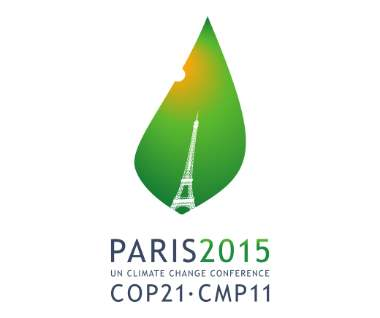 PARIS2015
UN CLIMATE CHANGE CONFERENCE
COP21·CMP11